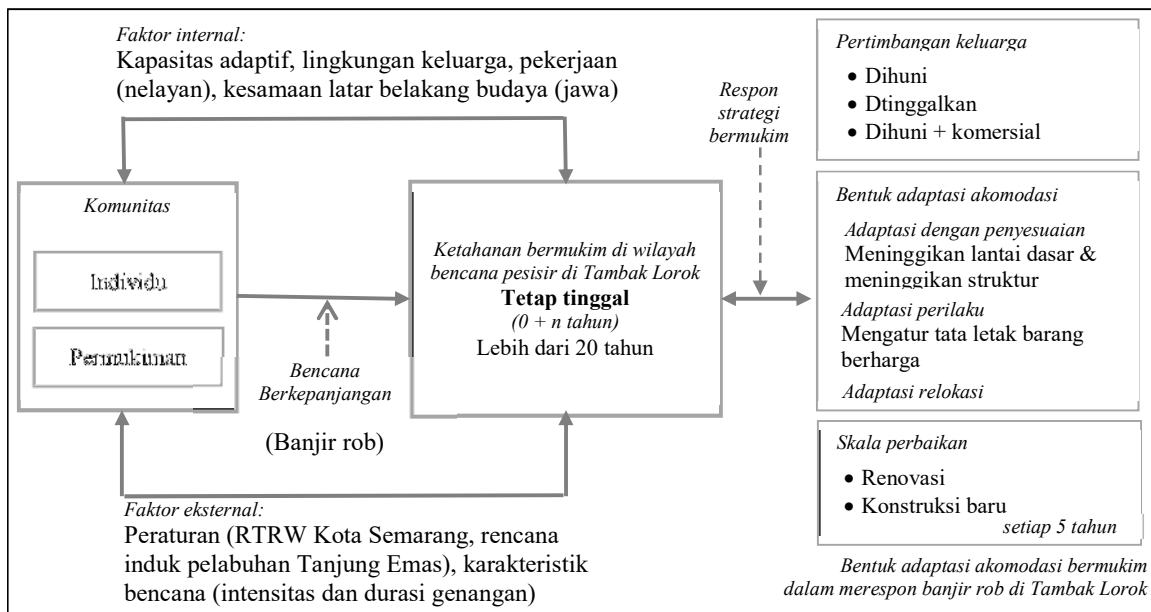 Faktor internal:
Kapasitas adaptif, lingkungan keluarga, pekerjaan
(nelayan), kesamaan latar belakang budaya (jawa)
Komunitas
Individu
Permukiman
Bencana
Berkepanjangan
(Banjir rob)
Ketahanan bermukim di wilayah
bencana pesisir di Tambak Lorok
Tetap tinggal
(0 + n tahun)
Lebih dari 20 tahun
Faktor eksternal:
Peraturan (RTRW Kota Semarang, rencana
induk pelabuhan Tanjung Emas), karakteristik
bencana (intensitas dan durasi genangan)
Respon
strategi
bermukim
Pertimbangan keluarga
• Dihuni
• Dtinggalkan
• Dihuni + komersial
Bentuk adaptasi akomodasi
Adaptasi dengan penyesuaian
Meninggikan lantai dasar &
meninggikan struktur
Adaptasi perilaku
Mengatur tata letak barang
berharga
Adaptasi relokasi
Skala perbaikan
• Renovasi
• Konstruksi baru
setiap 5 tahun
Bentuk adaptasi akomodasi bermukim
dalam merespon banjir rob di Tambak Lorok